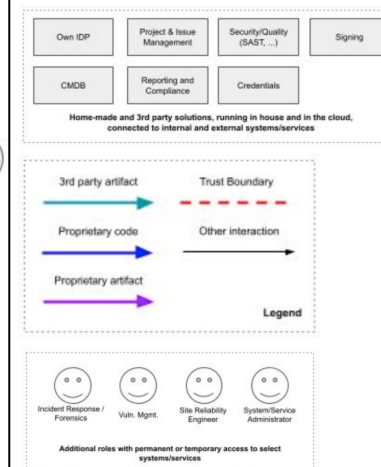 Own IDP
Project & Issue
Management
Security/Quality
(SAST, ...)
Signing
CMDB
Reporting and
Compliance
Credentials
Home-made and 3rd party solutions, running in house and in the cloud,
connected to internal and external systems/services
3rd party artifact
Trust Boundary
Proprietary code
Other interaction
Proprietary artifact
Legend
Incident Response /
Forensics
Vuln. Mgmt.
Site Reliability
Engineer
System/Service
Administrator
Additional roles with permanent or temporary access to select
systems/services